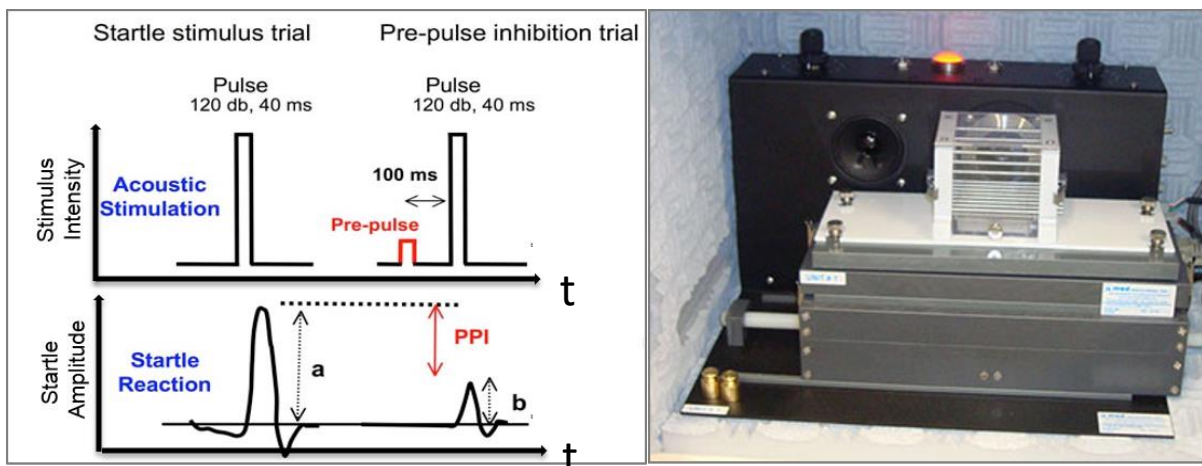 Startle stimulus trial
Pre-pulse inhibition trial
Pulse
120 db, 40 ms
Pulse
120 db, 40 ms
Stimulus
Intensity
Acoustic
Stimulation
100 ms
Pre-pulse
t
Startle
Amplitude
Startle
Reaction
a
PPI
b
t